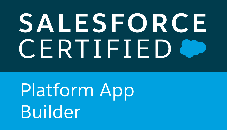 SALESFORCE
CERTIFIED
Platform App
Builder